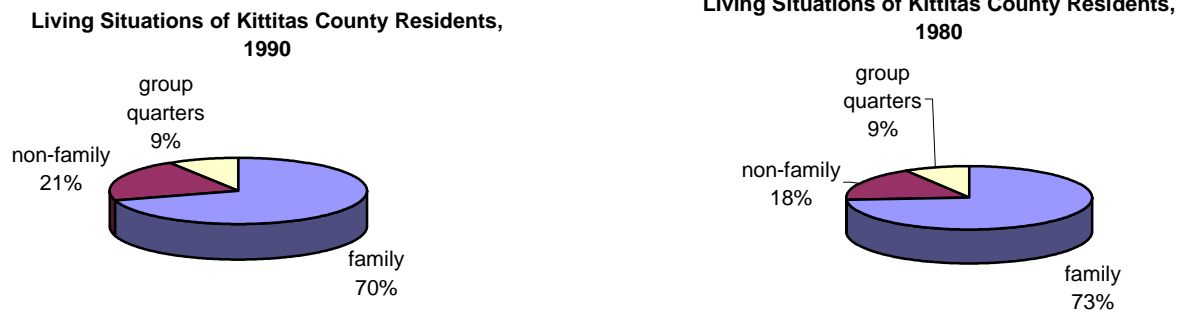 Living Situations of Kittitas County Residents,
1990
group
quarters
9%
non-family
21%
family
70%
Living Situations of Kittitas County Residents,
1980
group
quarters
9%
non-family
18%
family
73%